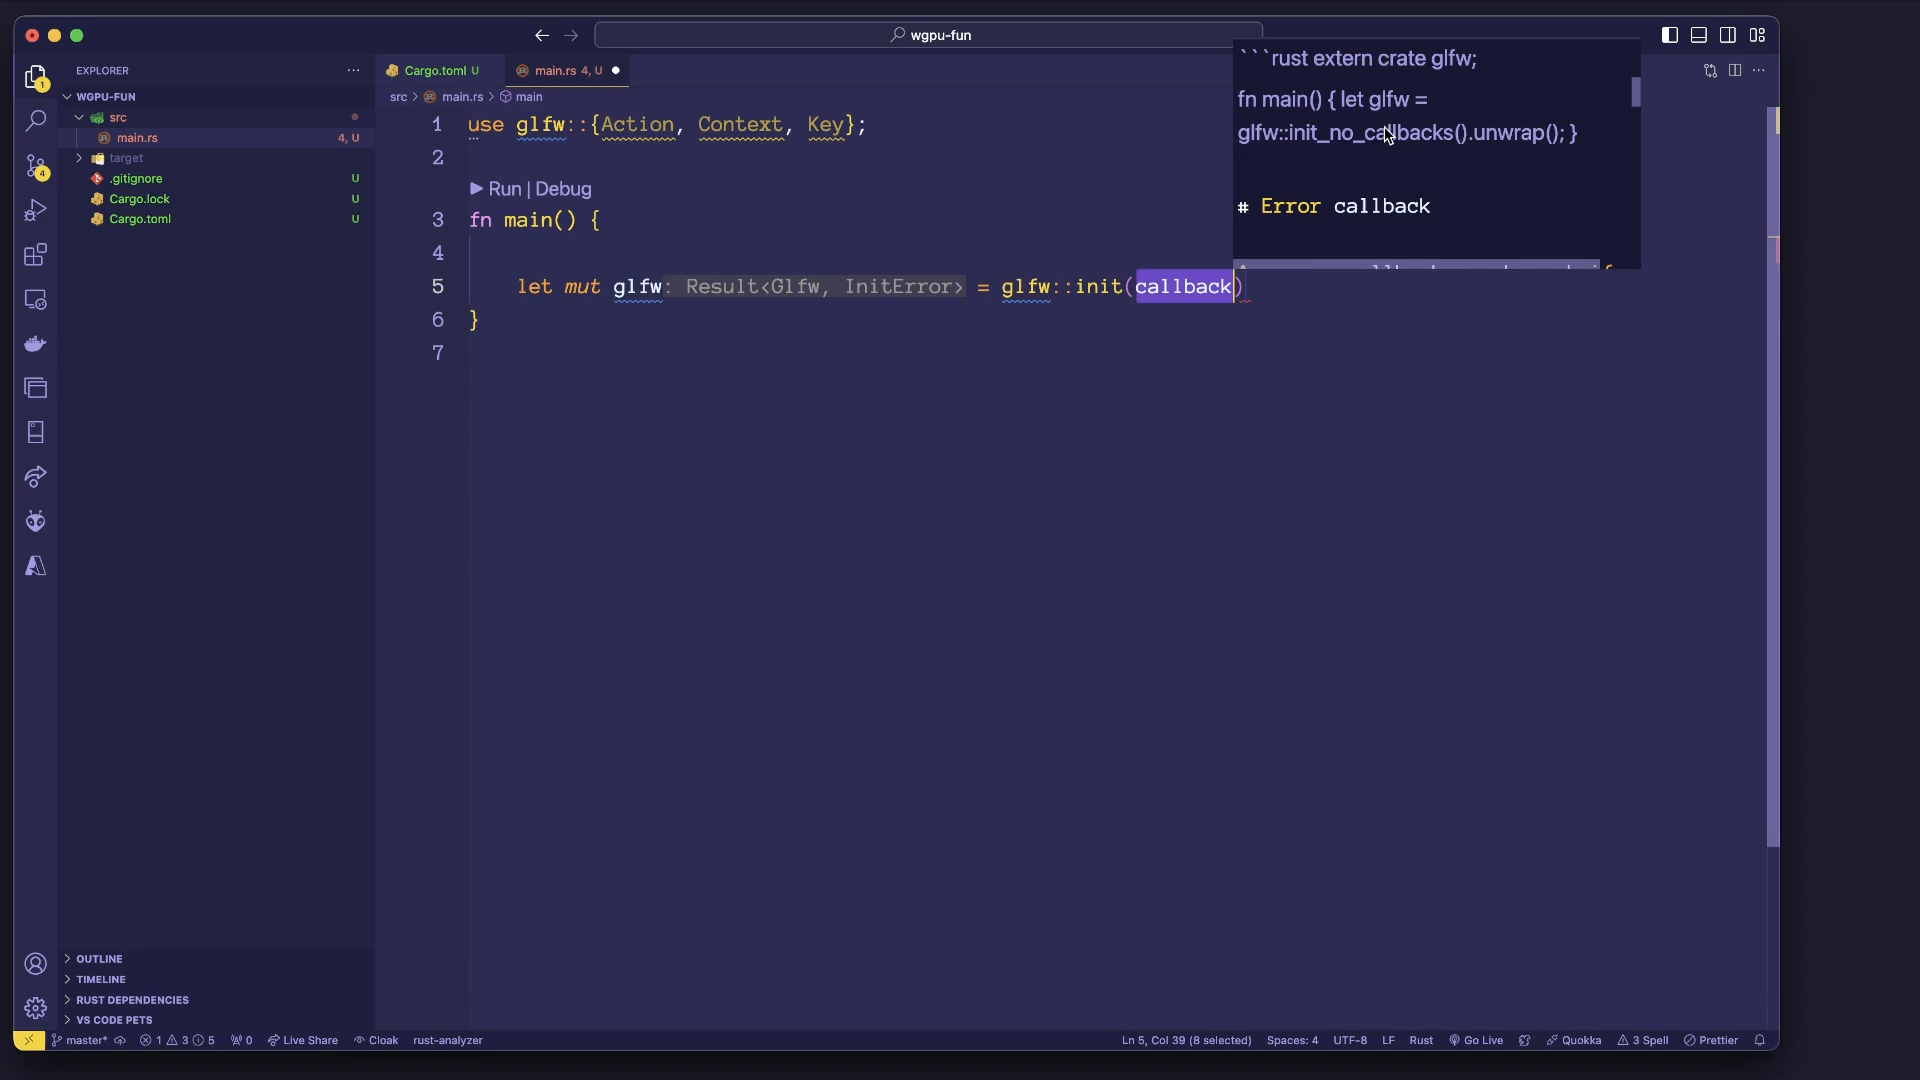 wgpu-fun
EXPLORER
Cargo.toml U
main.rs 4, U
src > main.rs > main
WGPU-FUN
src
main.rs 4, U
target
.gitignore U
Cargo.lock U
Cargo.toml U
1 use glfw::{Action, Context, Key};
2
Run | Debug
3 fn main() {
4
5 let mut glfw: Result<Glfw, InitError> = glfw::init(callback)
6 }
7
```rust extern crate glfw;
fn main() { let glfw =
glfw::init_no_callbacks().unwrap(); }
# Error callback
1
4
OUTLINE
TIMELINE
RUST DEPENDENCIES
VS CODE PETS
master* 1 3 5 0 Live Share Cloak rust-analyzer
Ln 5, Col 39 (8 selected) Spaces: 4 UTF-8 LF Rust Go Live Quokka 3 Spell Prettier